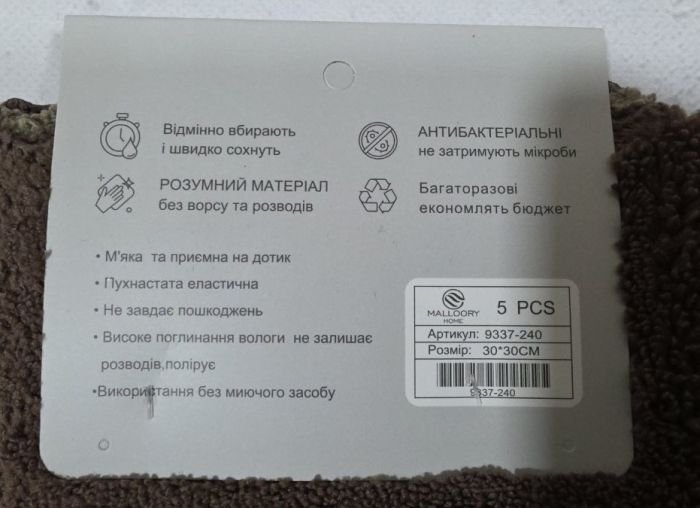 Відмінно вбирають
і швидко сохнуть
АНТИБАКТЕРІАЛЬНІ
не затримують мікроби
РОЗУМНИЙ МАТЕРІАЛ
без ворсу та розводів
Багаторазові
економлять бюджет
• М'яка та приємна на дотик
• Пухнастата еластична
• Не завдає пошкоджень
• Високе поглинання вологи не залишає
розводів,полірує
•Використання без миючого засобу
MALLOORY
HOME
5 PCS
Артикул: 9337-240
Розмір: 30*30СМ
9337-240